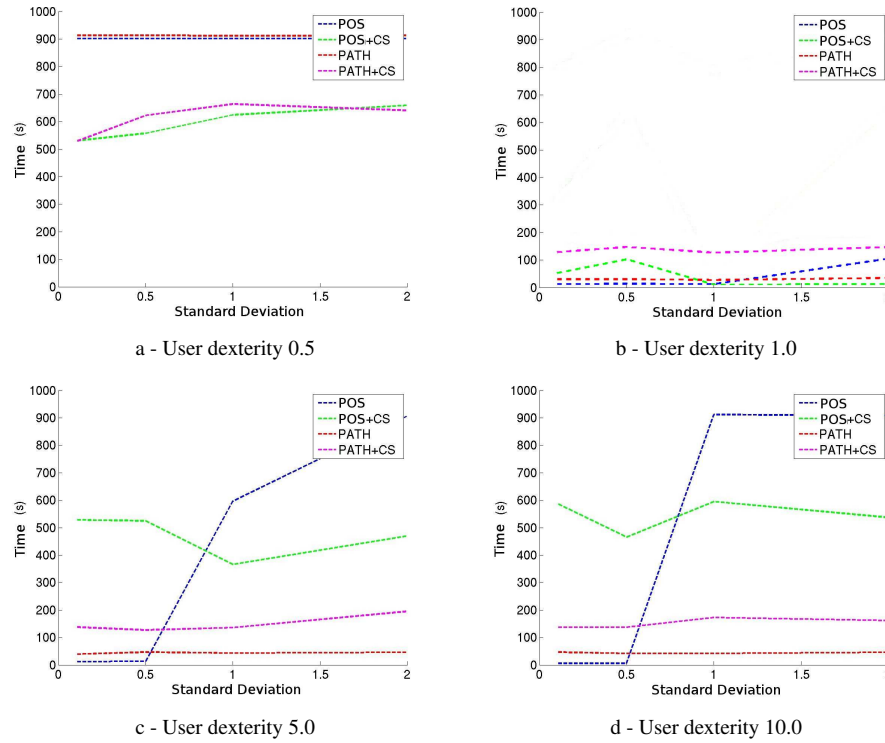 1000
900
800
700
600
500
400
300
200
100
0
Time (s)
0 0.5 1 1.5 2
Standard Deviation
POS
POS+CS
PATH
PATH+CS
a - User dexterity 0.5
1000
900
800
700
600
500
400
300
200
100
0
Time (s)
0 0.5 1 1.5
Standard Deviation
POS
POS+CS
PATH
PATH+CS
b - User dexterity 1.0
1000
900
800
700
600
500
400
300
200
100
0
Time (s)
0 0.5 1 1.5 2
Standard Deviation
POS
POS+CS
PATH
PATH+CS
c - User dexterity 5.0
1000
900
800
700
600
500
400
300
200
100
0
Time (s)
0 0.5 1 1.5
Standard Deviation
POS
POS+CS
PATH
PATH+CS
d - User dexterity 10.0